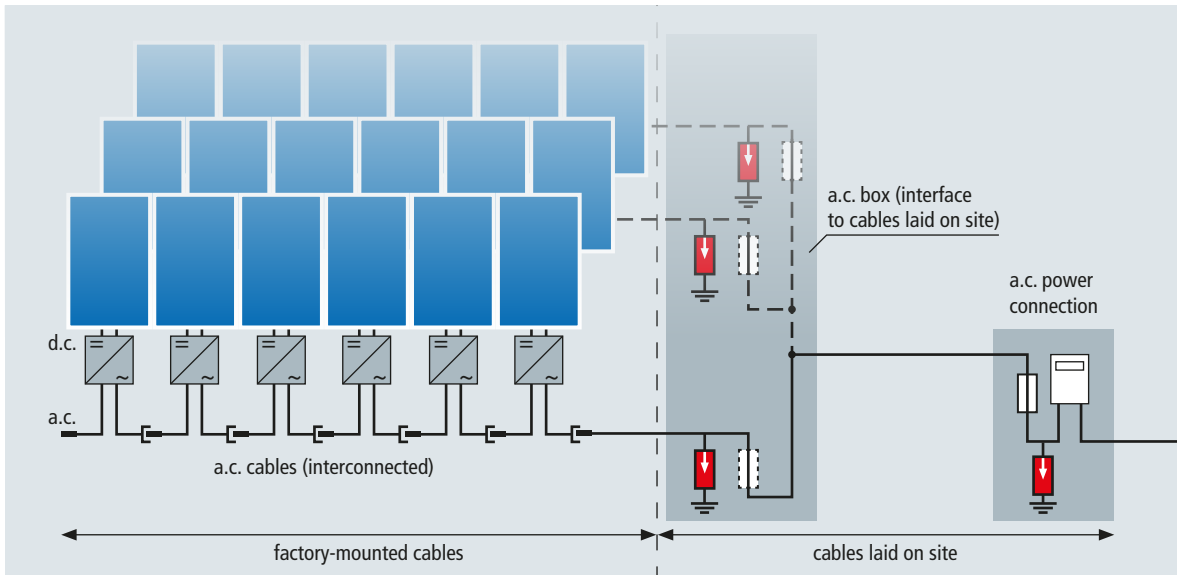 a.c. box (interface
to cables laid on site)
a.c. power
connection
d.c.
a.c.
a.c. cables (interconnected)
factory-mounted cables
cables laid on site